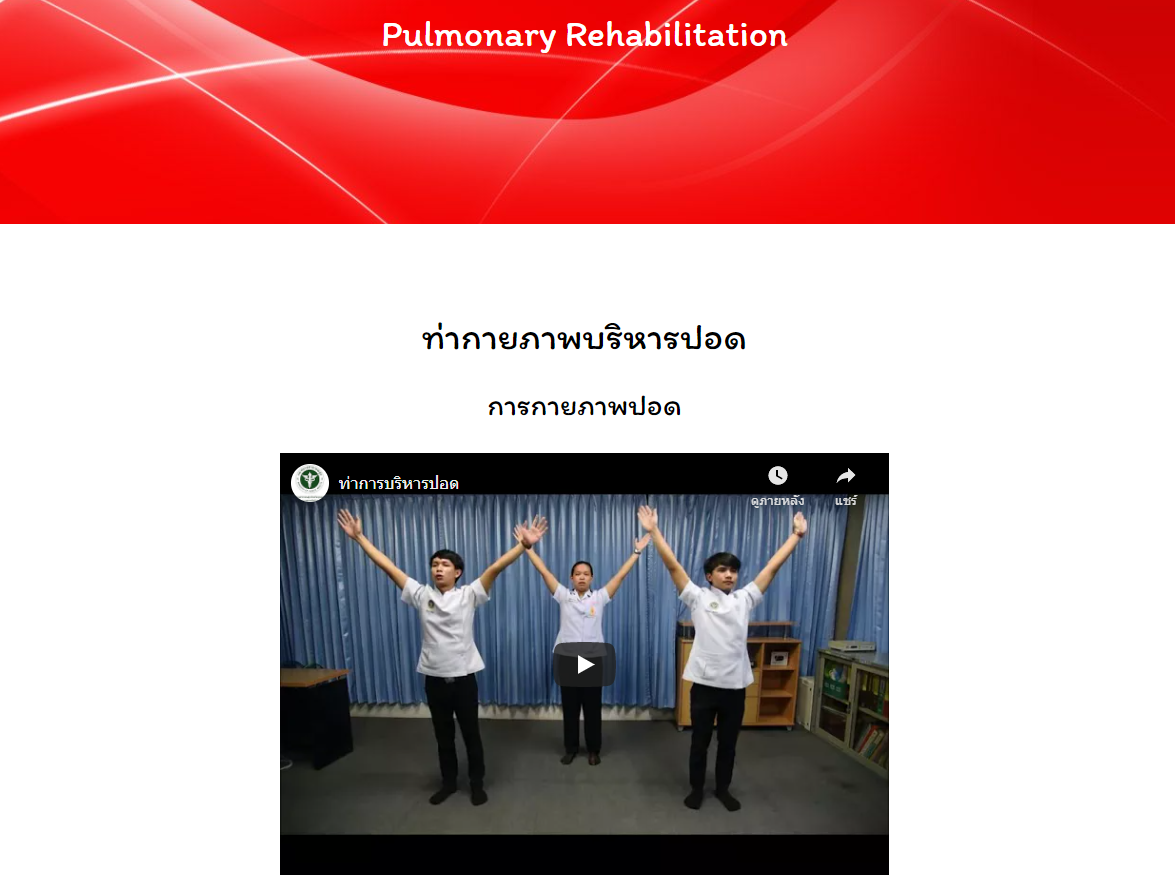 Pulmonary Rehabilitation
ท่ากายภาพบริหารปอด
การกายภาพปอด
ท่าการบริหารปอด
ดูภายหลัง
แชร์